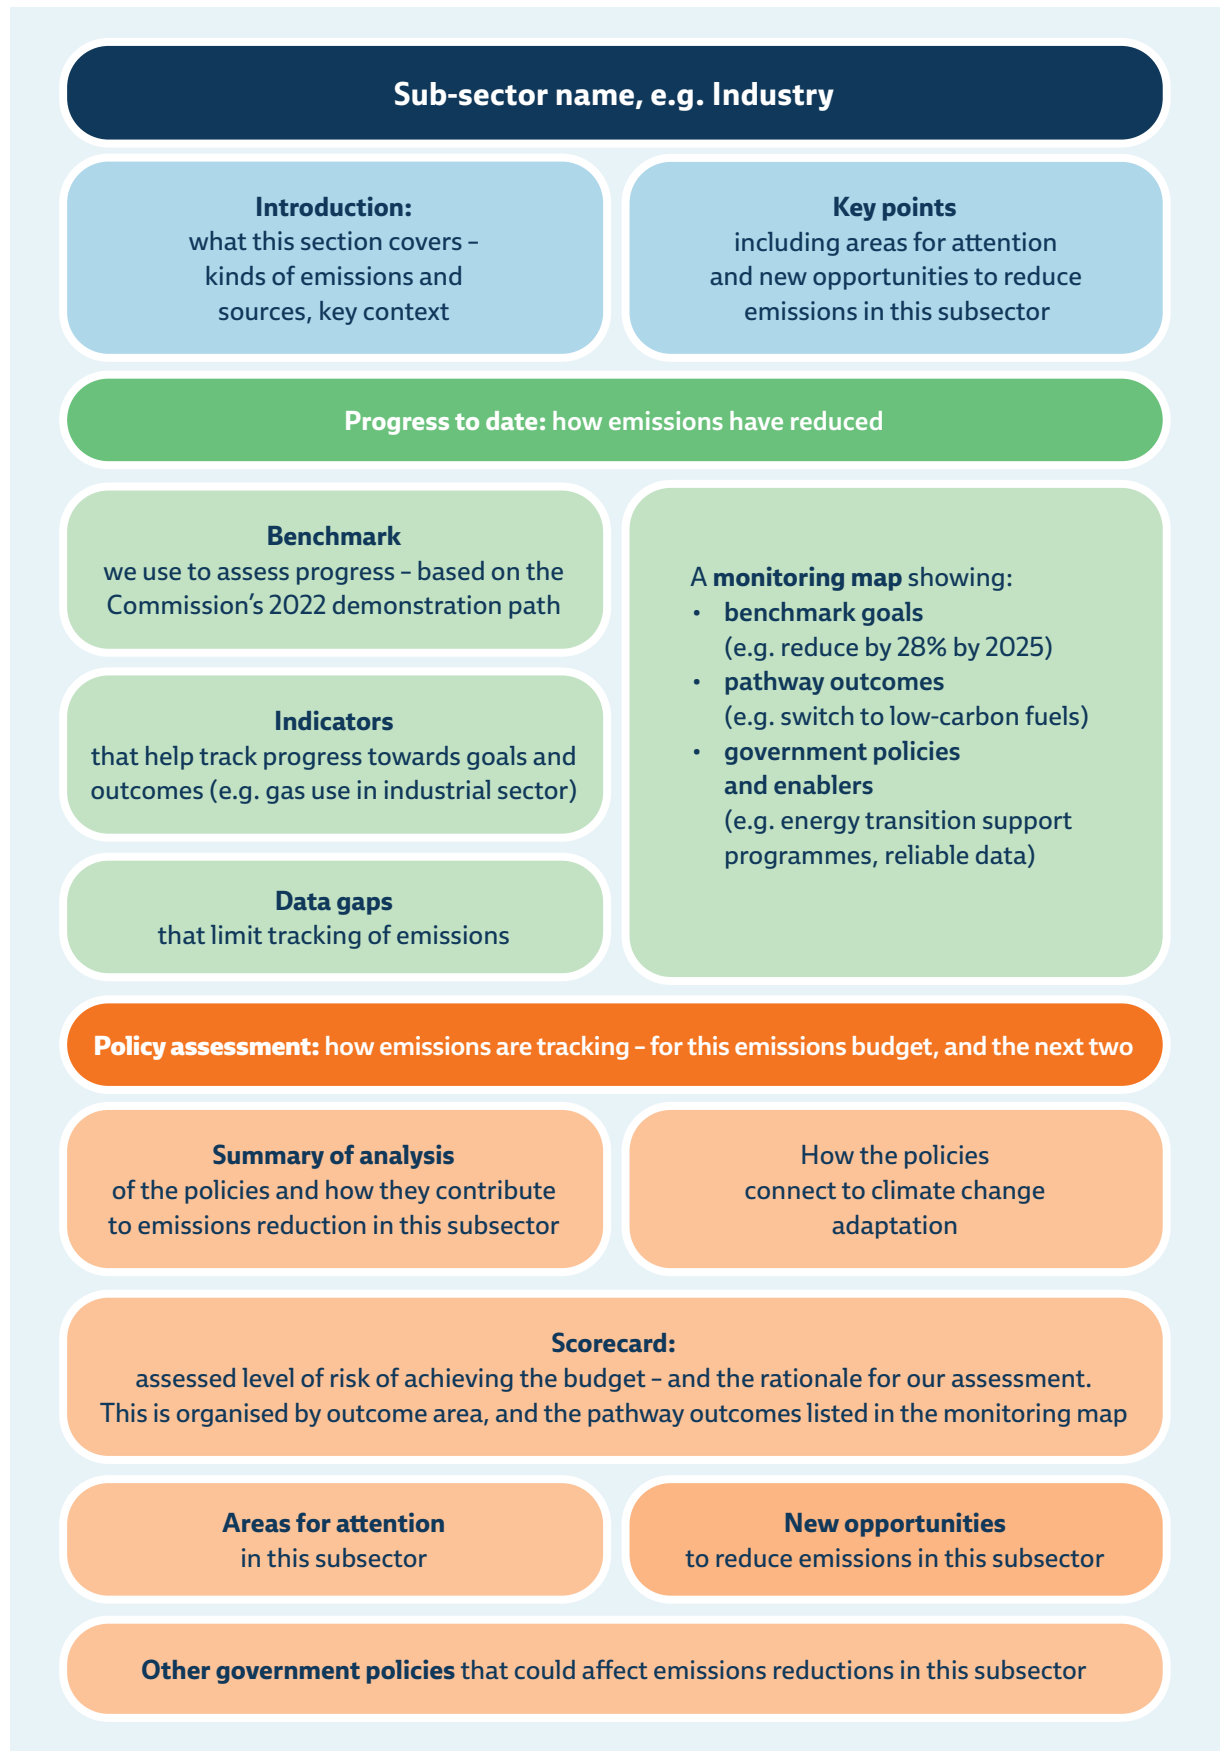 Sub-sector name, e.g. Industry
Introduction:
what this section covers –
kinds of emissions and
sources, key context
Key points
including areas for attention
and new opportunities to reduce
emissions in this subsector
Progress to date: how emissions have reduced
Benchmark
we use to assess progress – based on the
Commission’s 2022 demonstration path
Indicators
that help track progress towards goals and
outcomes (e.g. gas use in industrial sector)
Data gaps
that limit tracking of emissions
A monitoring map showing:
• benchmark goals
(e.g. reduce by 28% by 2025)
• pathway outcomes
(e.g. switch to low-carbon fuels)
• government policies
and enablers
(e.g. energy transition support
programmes, reliable data)
Policy assessment: how emissions are tracking – for this emissions budget, and the next two
Summary of analysis
of the policies and how they contribute
to emissions reduction in this subsector
How the policies
connect to climate change
adaptation
Scorecard:
assessed level of risk of achieving the budget – and the rationale for our assessment.
This is organised by outcome area, and the pathway outcomes listed in the monitoring map
Areas for attention
in this subsector
New opportunities
to reduce emissions in this subsector
Other government policies that could affect emissions reductions in this subsector